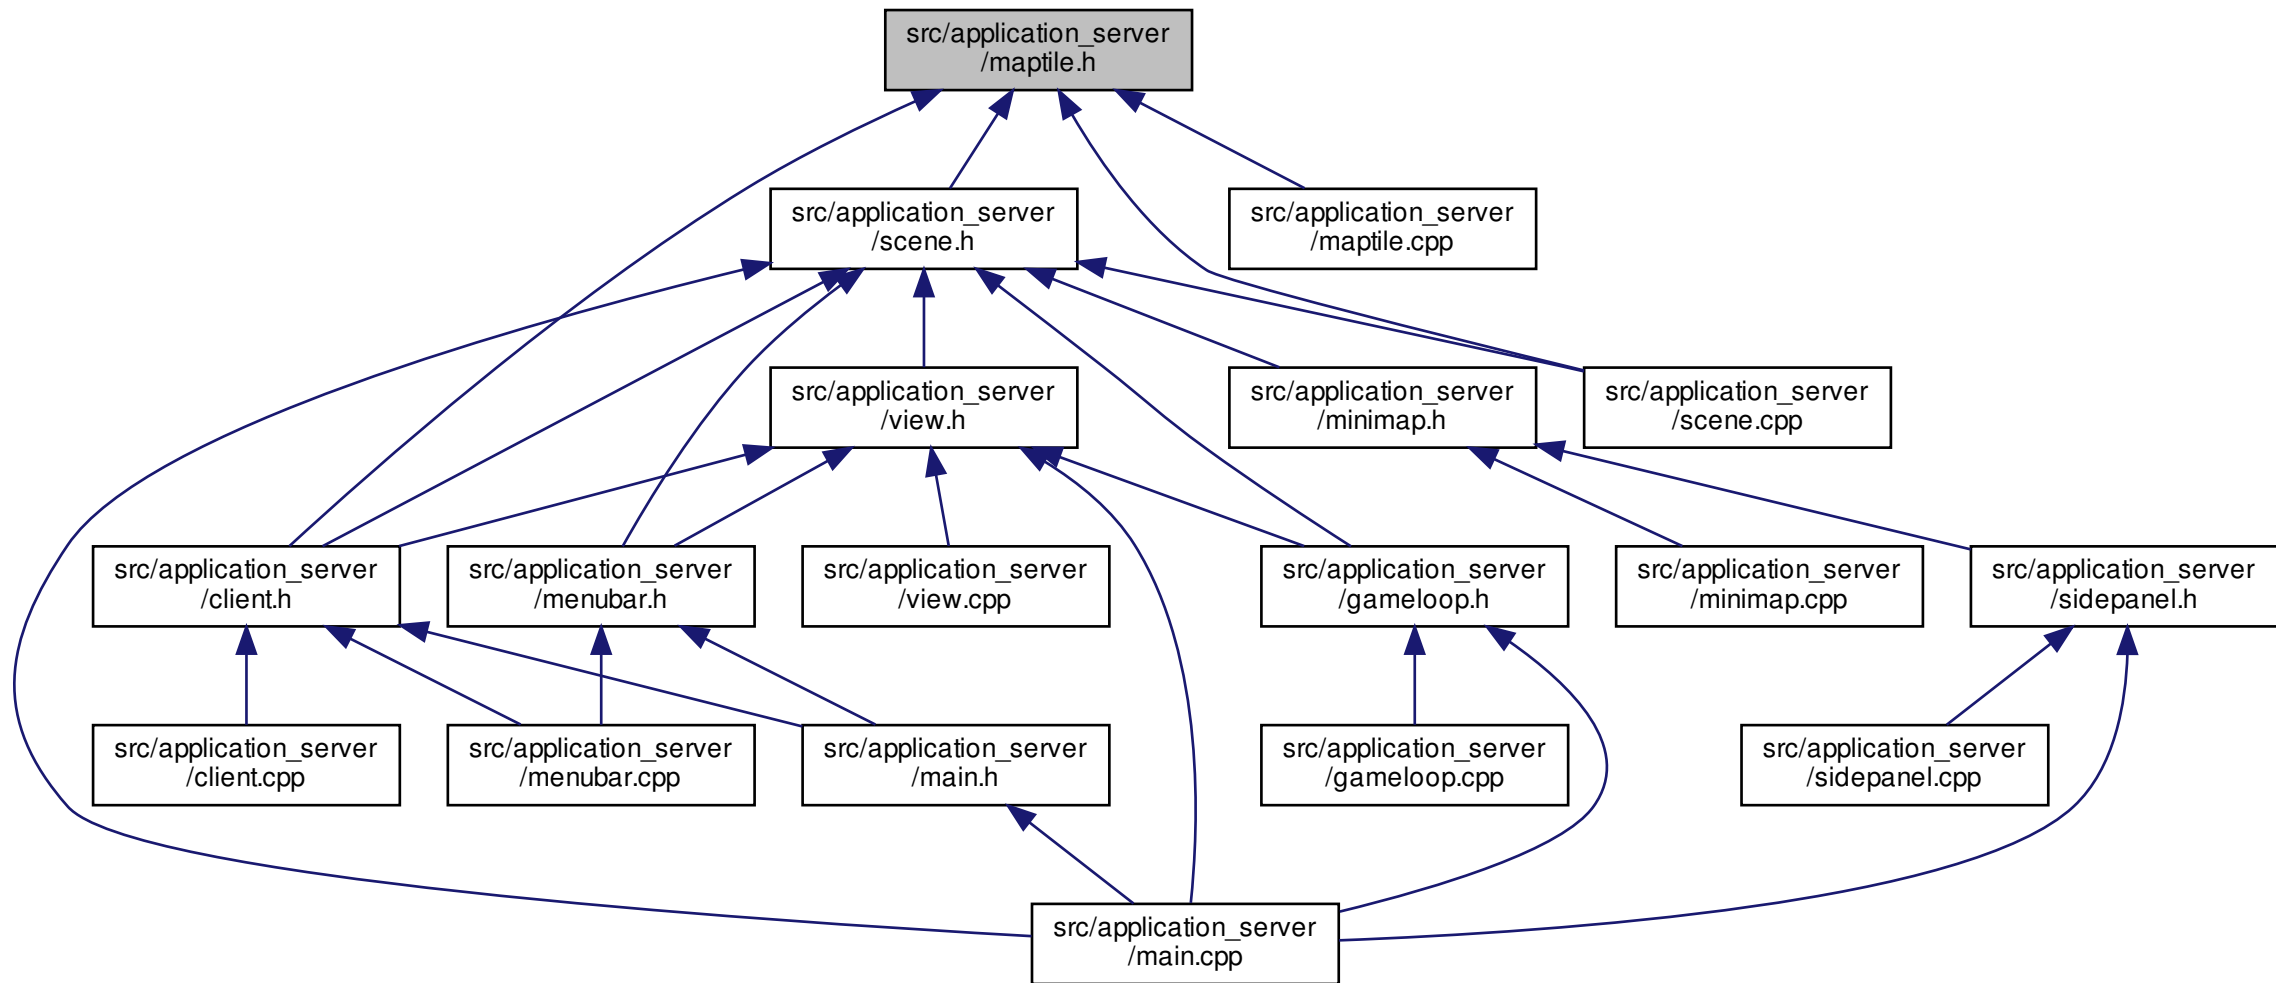 src/application_server
/maptile.h
src/application_server
/scene.h
src/application_server
/maptile.cpp
src/application_server
/view.h
src/application_server
/minimap.h
src/application_server
/scene.cpp
src/application_server
/client.h
src/application_server
/menubar.h
src/application_server
/view.cpp
src/application_server
/gameloop.h
src/application_server
/minimap.cpp
src/application_server
/sidepanel.h
src/application_server
/client.cpp
src/application_server
/menubar.cpp
src/application_server
/main.h
src/application_server
/gameloop.cpp
src/application_server
/sidepanel.cpp
src/application_server
/main.cpp